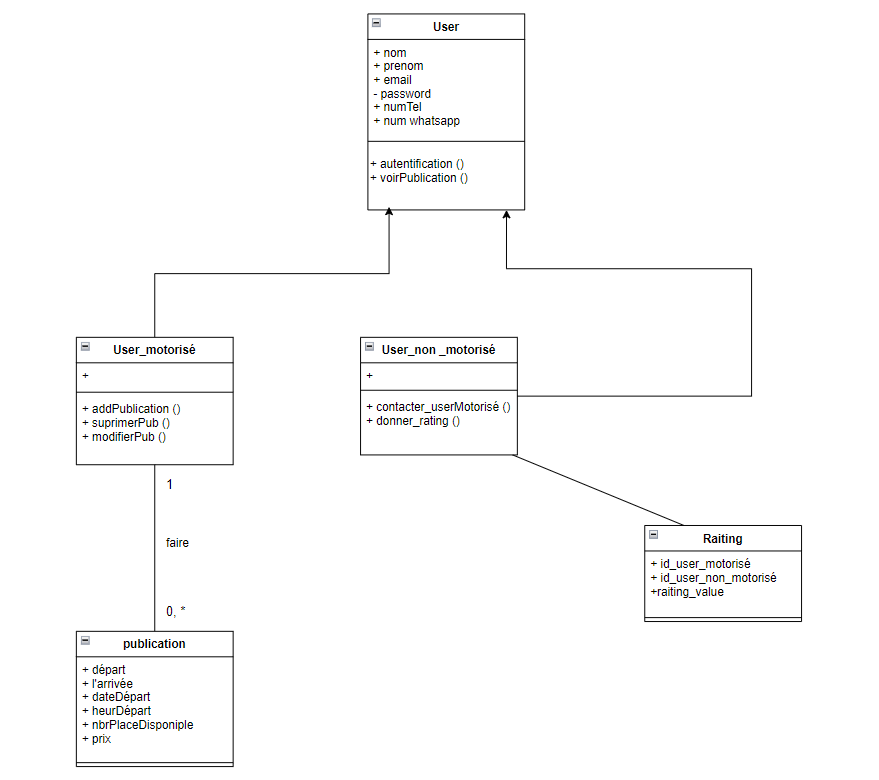 User
+ nom
+ prenom
+ email
- password
+ numTel
+ num whatsapp
+ autentification ()
+ voirPublication ()
User_motorisé
+
+ addPublication ()
+ suprimerPub ()
+ modifierPub ()
User_non _motorisé
+
+ contacter_userMotorisé ()
+ donner_rating ()
1
faire
0, *
Raiting
+ id_user_motorisé
+ id_user_non_motorisé
+raiting_value
publication
+ départ
+ l'arrivée
+ dateDépart
+ heurDépart
+ nbrPlaceDisponiple
+ prix